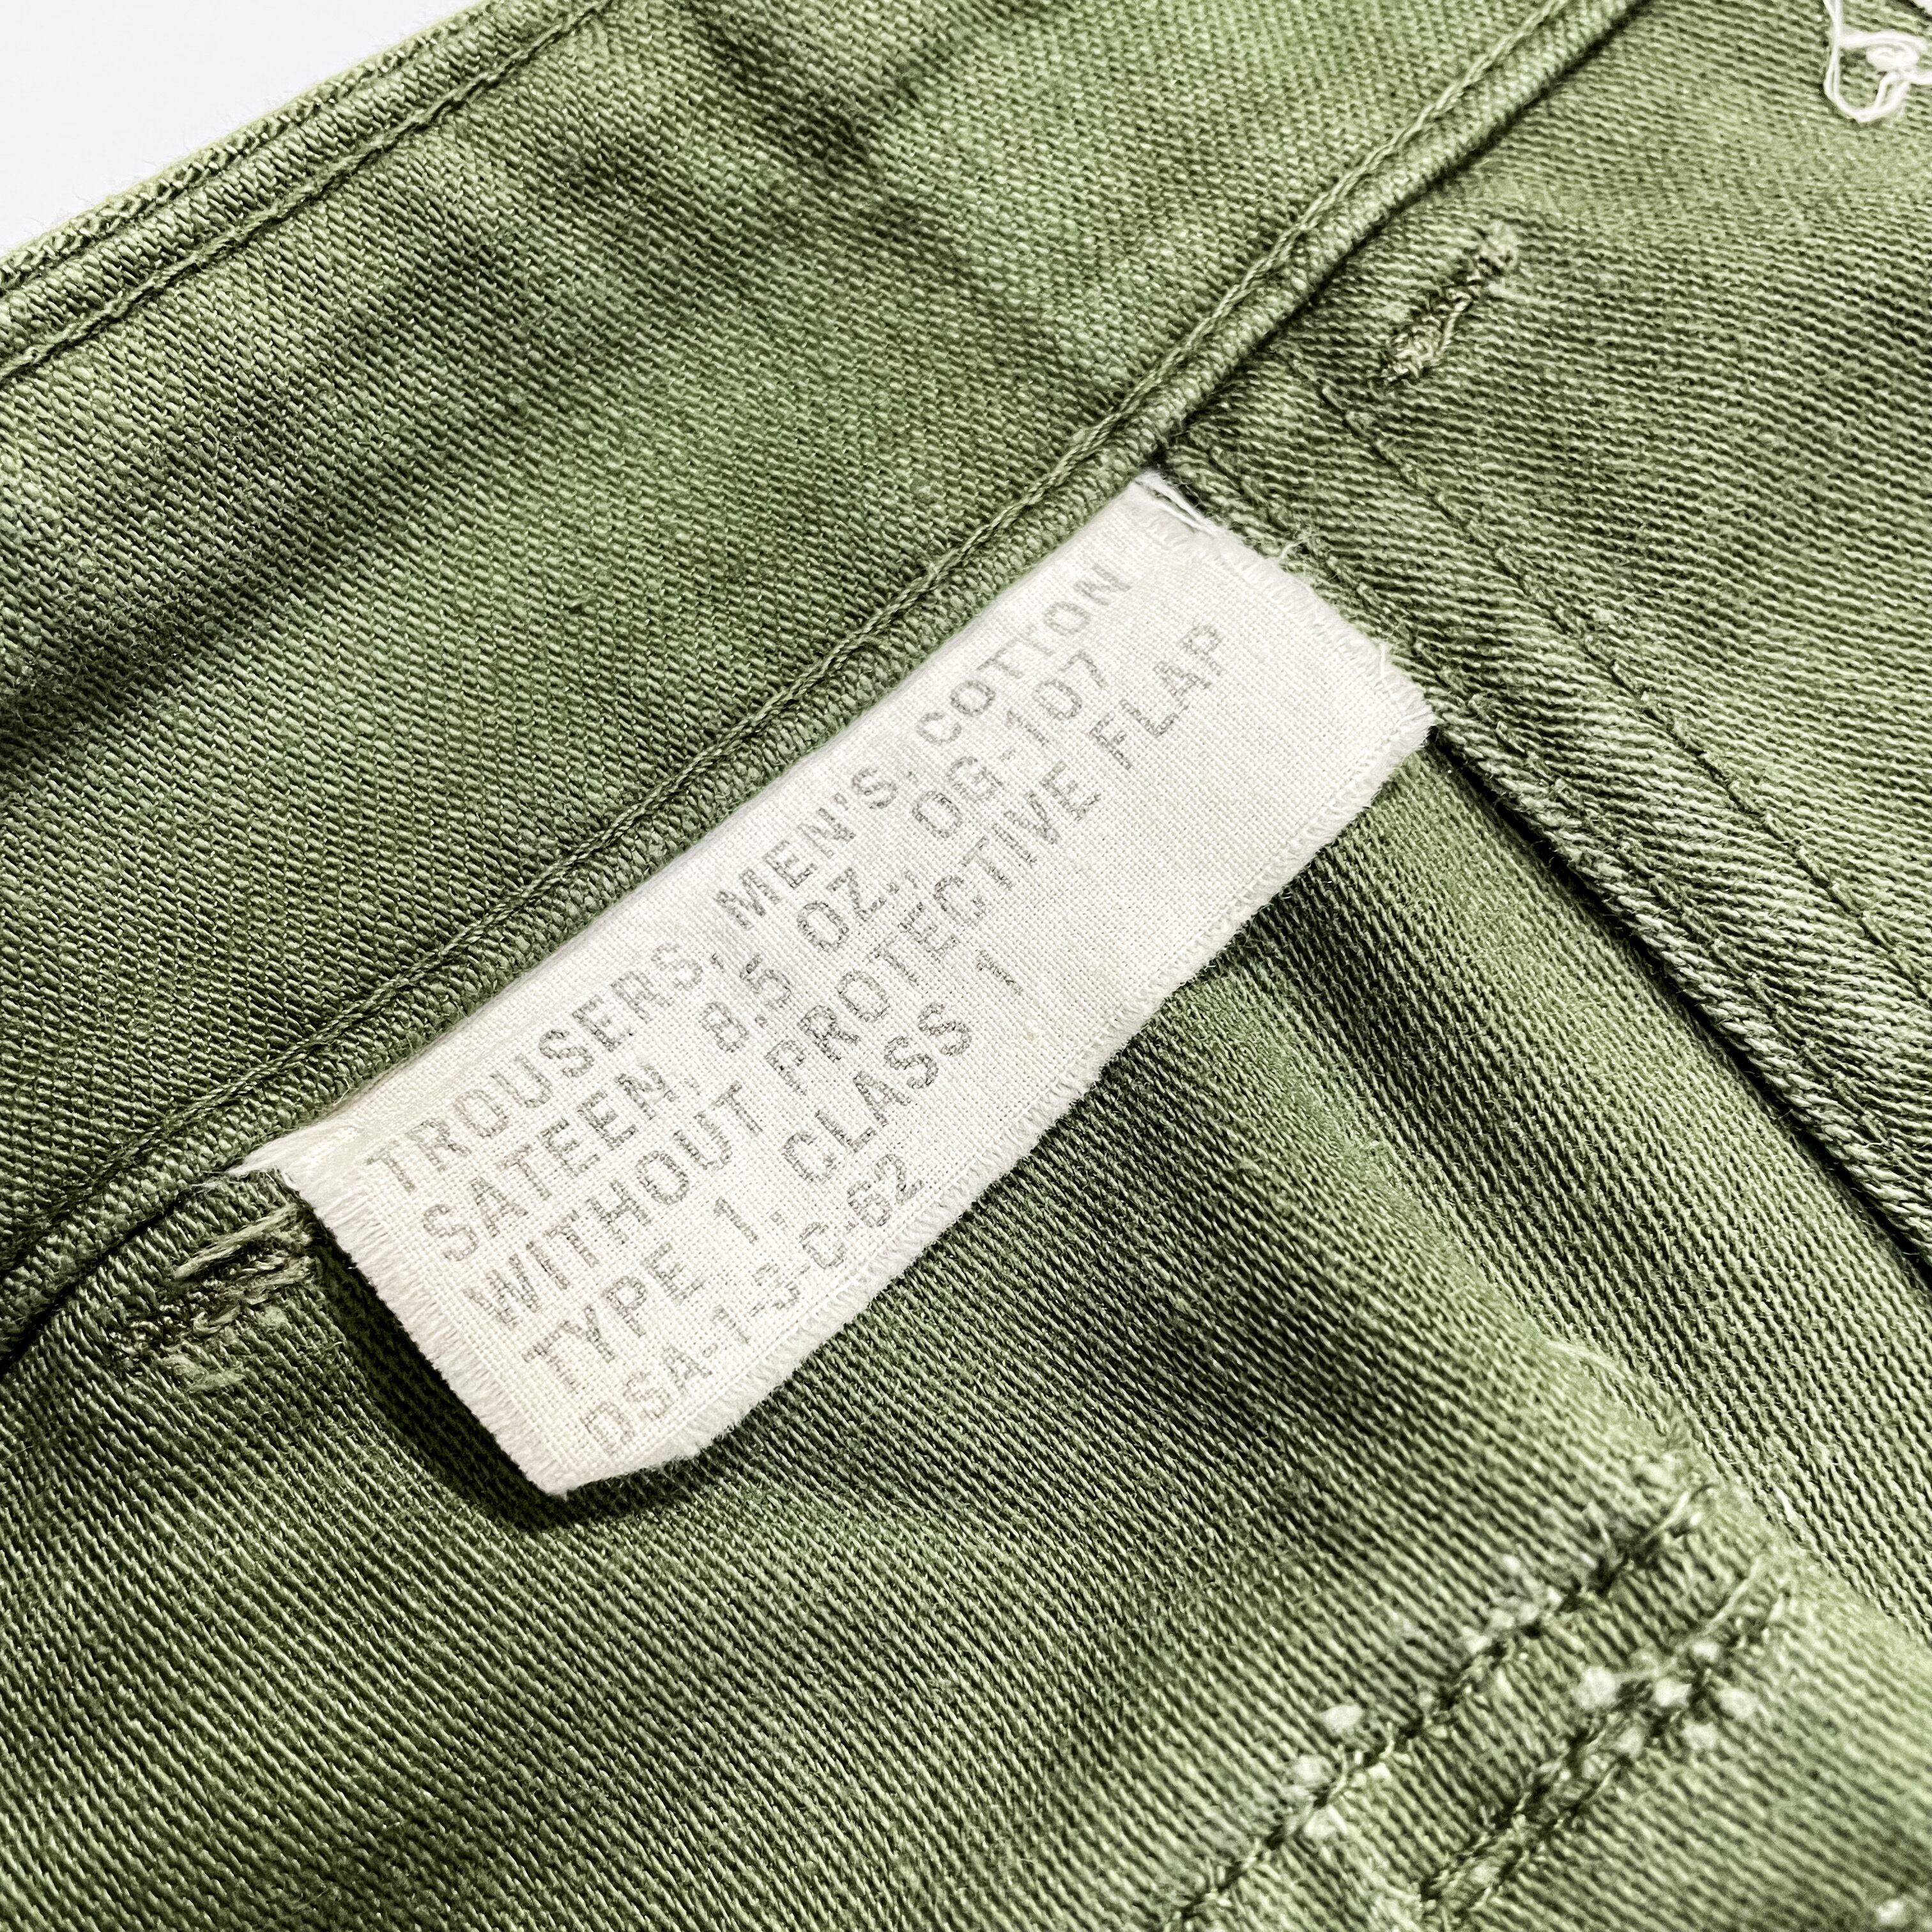 TROUSERS, MEN'S, COTTON
SATEEN, 8.5 OZ., OG-107
WITHOUT PROTECTIVE FLAP
TYPE 1, CLASS 1
DSA-1-3-C-62